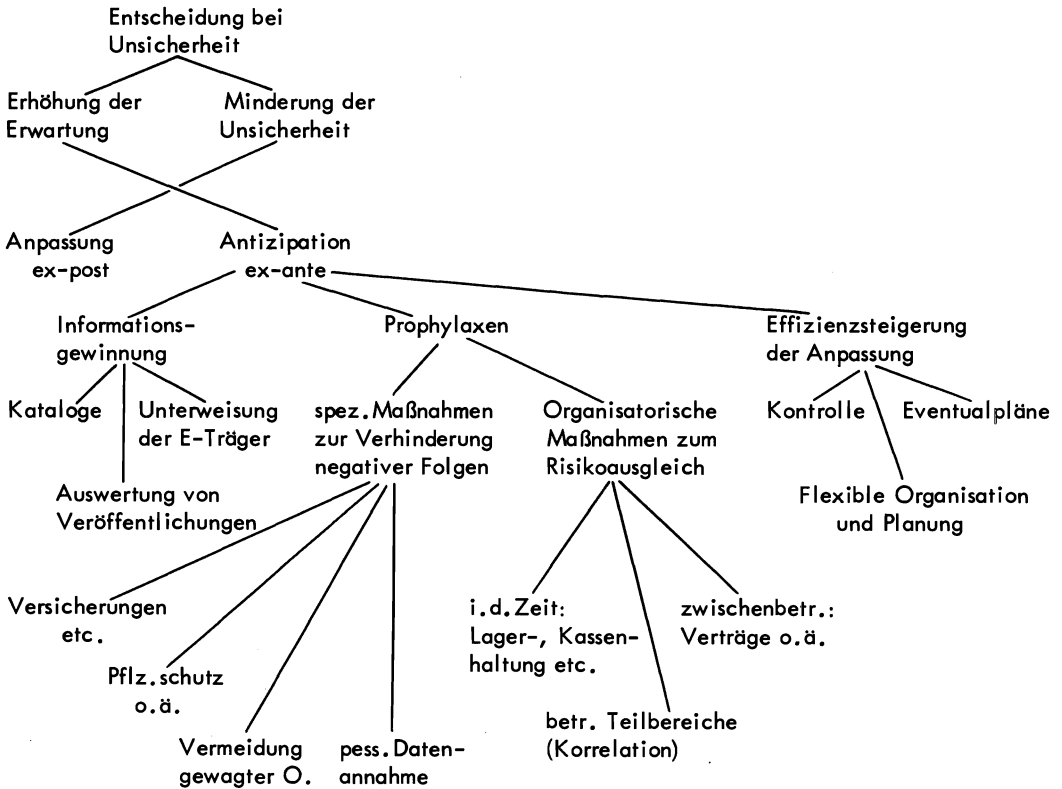 Entscheidung bei
Unsicherheit
Erhöhung der
Erwartung
Minderung der
Unsicherheit
Anpassung
ex-post
Antizipation
ex-ante
Informations-
gewinnung
Prophylaxen
Effizienzsteigerung
der Anpassung
Kataloge
Unterweisung
der E-Träger
spez.Maßnahmen
zur Verhinderung
negativer Folgen
Organisatorische
Maßnahmen zum
Risikoausgleich
Kontrolle
Eventualpläne
Auswertung von
Veröffentlichungen
Flexible Organisation
und Planung
Versicherungen
etc.
i.d.Zeit:
Lager-, Kassen-
haltung etc.
zwischenbetr.:
Verträge o.ä.
Pflz.schutz
o.ä.
betr. Teilbereiche
(Korrelation)
Vermeidung
gewagter O.
pess.Daten-
annahme